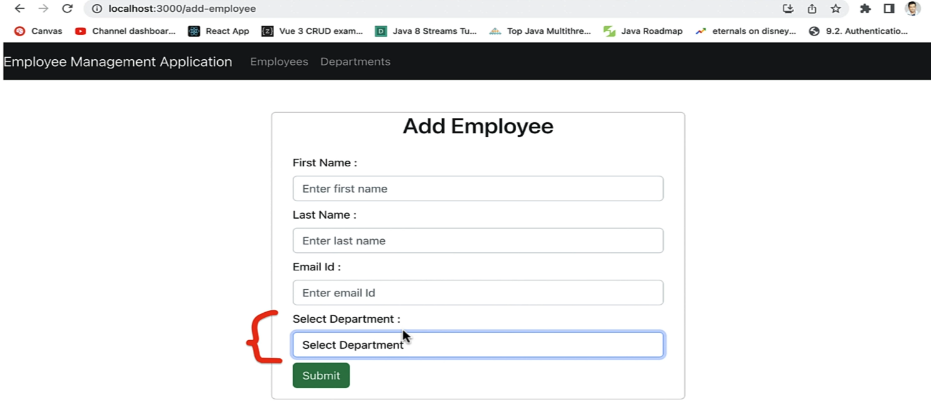 localhost:3000/add-employee
Canvas Channel dashboar... React App Vue 3 CRUD exam... Java 8 Streams Tu... Top Java Multithre... Java Roadmap eternals on disney... 9.2. Authenticatio...
Employee Management Application Employees Departments
Add Employee
First Name :
Enter first name
Last Name :
Enter last name
Email Id :
Enter email Id
Select Department :
Select Department
Submit